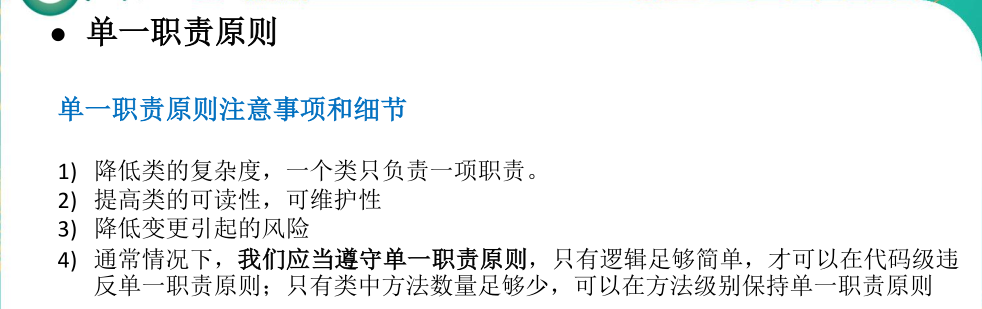 ● 单一职责原则
单一职责原则注意事项和细节
1) 降低类的复杂度，一个类只负责一项职责。
2) 提高类的可读性，可维护性
3) 降低变更引起的风险
4) 通常情况下，我们应当遵守单一职责原则，只有逻辑足够简单，才可以在代码级违
反单一职责原则；只有类中方法数量足够少，可以在方法级别保持单一职责原则